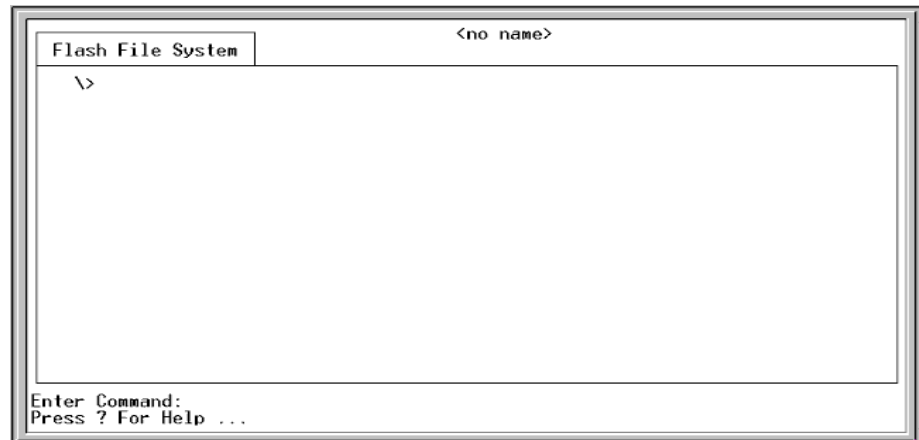 <no name>
Flash File System
\>
Enter Command:
Press ? For Help ...